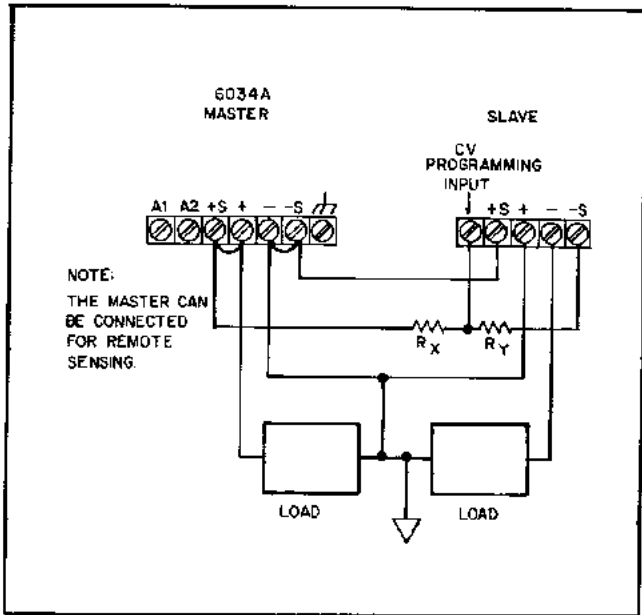 6034A
MASTER
SLAVE
CV
PROGRAMMING
INPUT
A1 A2 +S + − −S
+S + − −S
NOTE:
THE MASTER CAN
BE CONNECTED
FOR REMOTE
SENSING.
RX
RY
LOAD
LOAD